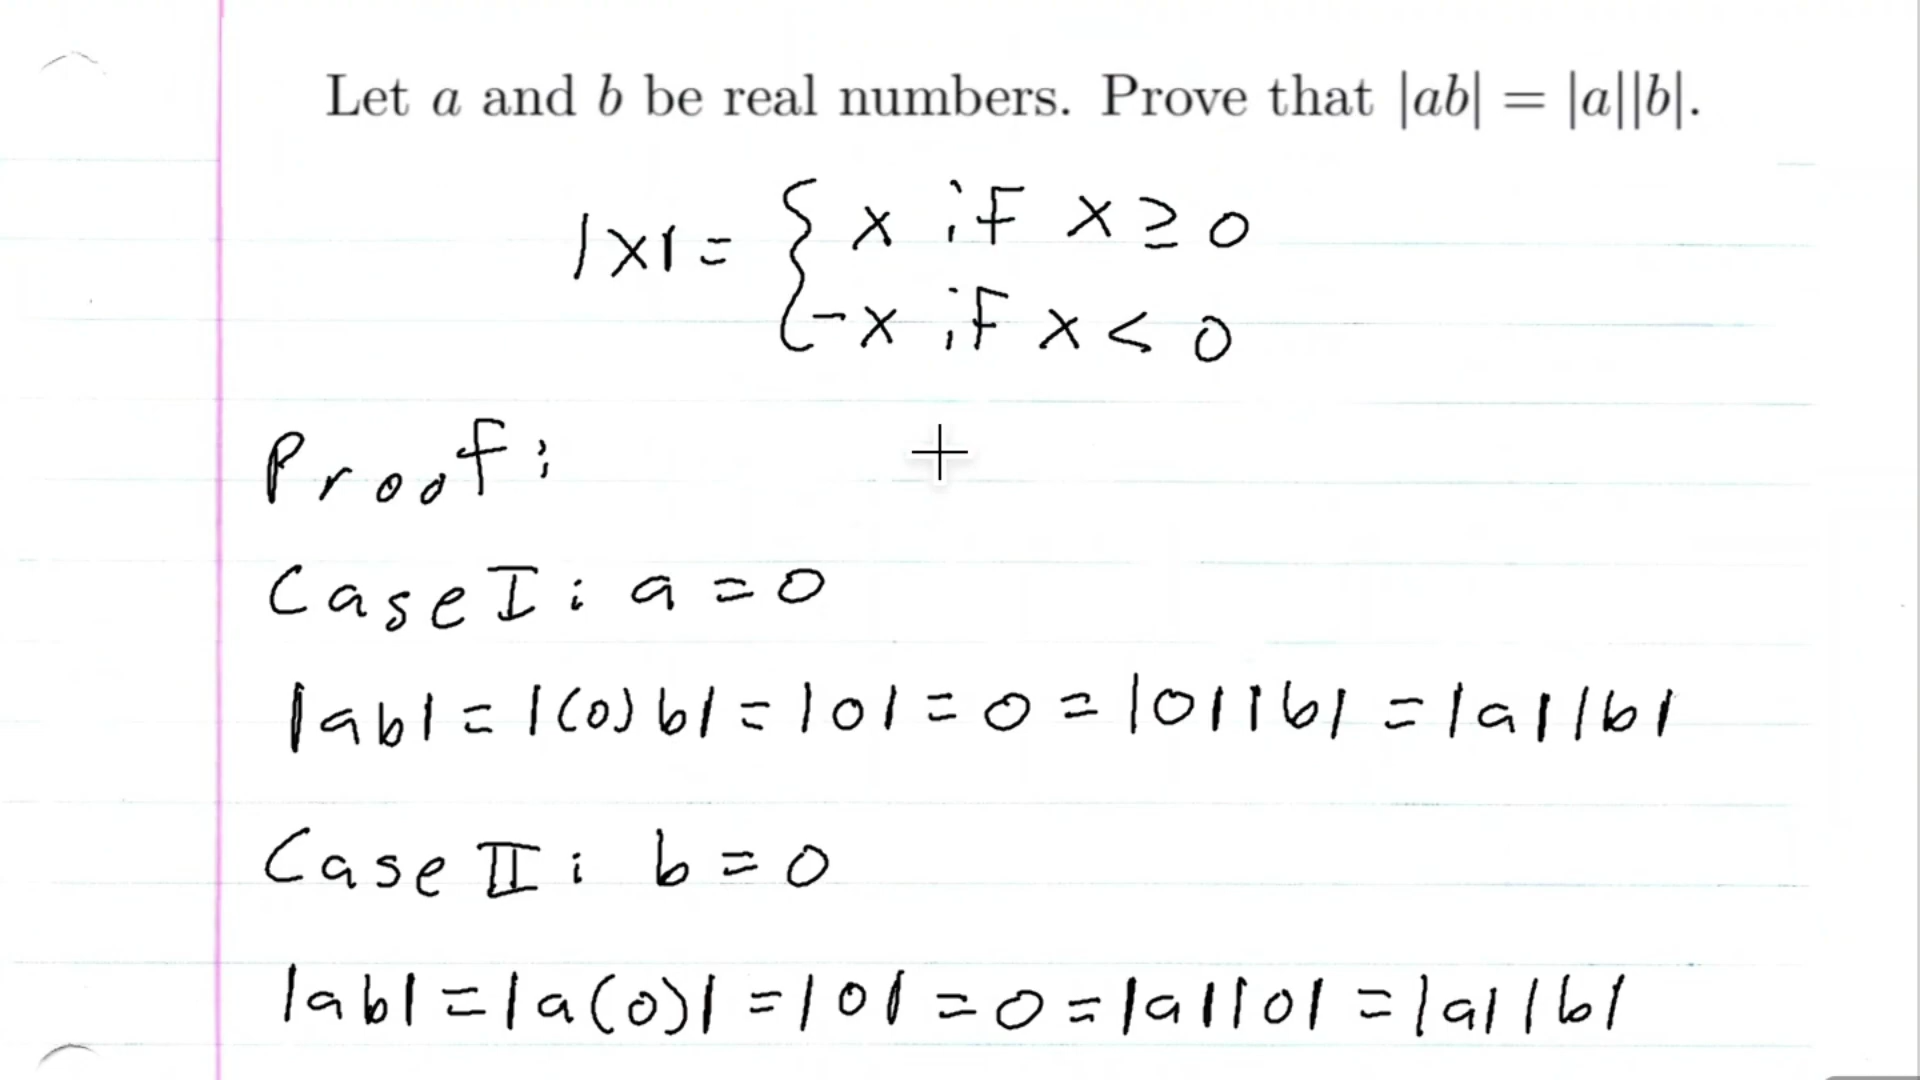 Let a and b be real numbers. Prove that |ab| = |a||b|.
|x| = { x if x ≥ 0
-x if x < 0
Proof:
Case I: a = 0
|ab| = |(0)b| = |0| = 0 = |0||b| = |a||b|
Case II: b = 0
|ab| = |a(0)| = |0| = 0 = |a||0| = |a||b|